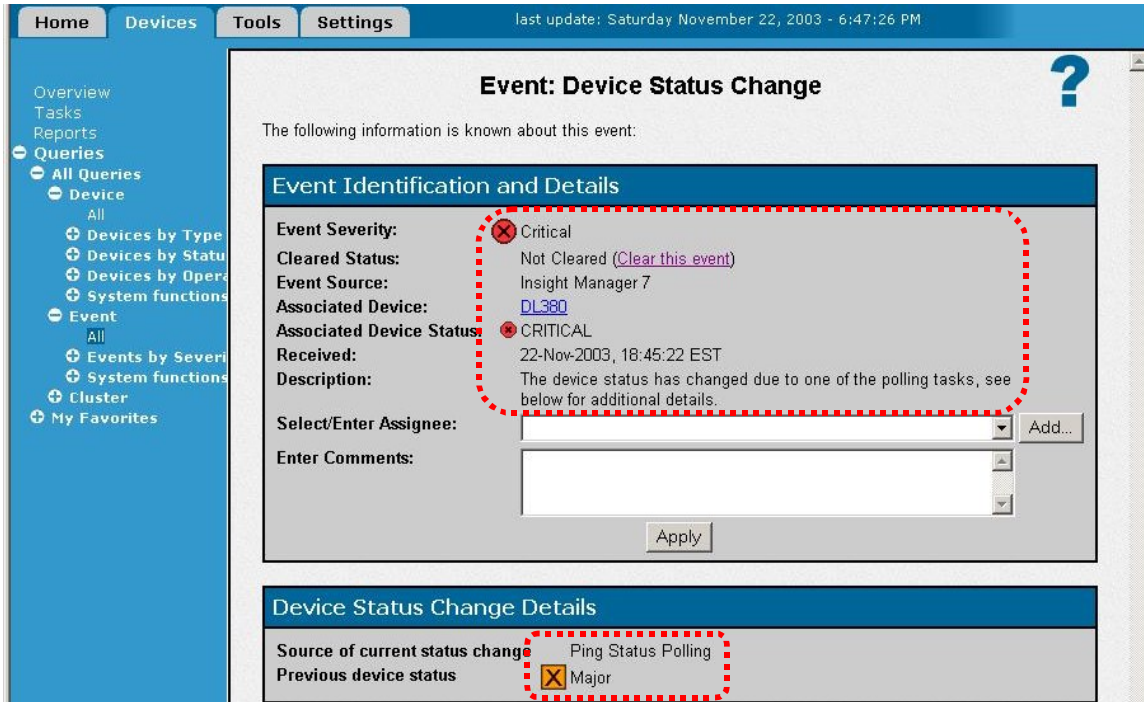 Home Devices Tools Settings last update: Saturday November 22, 2003 - 6:47:26 PM
Overview
Tasks
Reports
Queries
All Queries
Device
All
Devices by Type
Devices by Statu
Devices by Opera
System functions
Event
All
Events by Severi
System functions
Cluster
My Favorites
Event: Device Status Change
?
The following information is known about this event:
Event Identification and Details
Event Severity: Critical
Cleared Status: Not Cleared (Clear this event)
Event Source: Insight Manager 7
Associated Device: DL380
Associated Device Status: CRITICAL
Received: 22-Nov-2003, 18:45:22 EST
Description: The device status has changed due to one of the polling tasks, see
below for additional details.
Select/Enter Assignee: Add...
Enter Comments:
Apply
Device Status Change Details
Source of current status change Ping Status Polling
Previous device status X Major